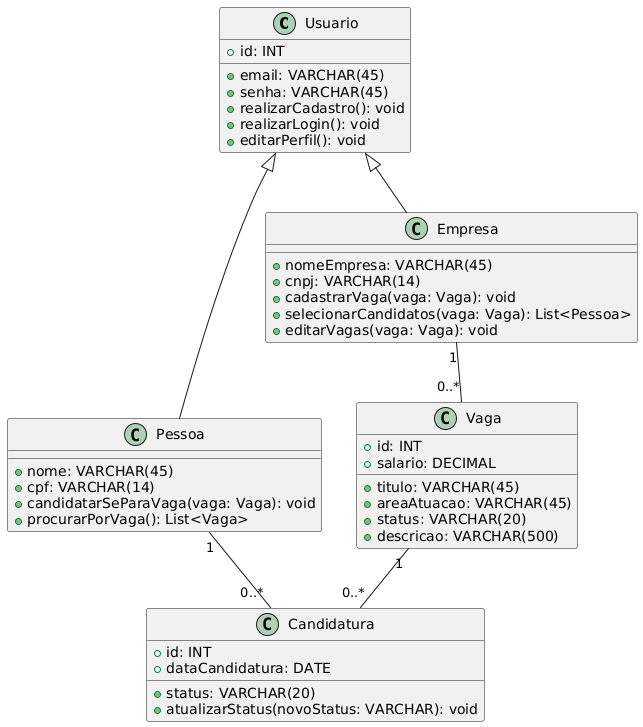 C Usuario
id: INT
email: VARCHAR(45)
senha: VARCHAR(45)
realizarCadastro(): void
realizarLogin(): void
editarPerfil(): void
C Empresa
nomeEmpresa: VARCHAR(45)
cnpj: VARCHAR(14)
cadastrarVaga(vaga: Vaga): void
selecionarCandidatos(vaga: Vaga): List<Pessoa>
editarVagas(vaga: Vaga): void
1
0..*
C Pessoa
nome: VARCHAR(45)
cpf: VARCHAR(14)
candidatarSeParaVaga(vaga: Vaga): void
procurarPorVaga(): List<Vaga>
C Vaga
id: INT
salario: DECIMAL
titulo: VARCHAR(45)
areaAtuacao: VARCHAR(45)
status: VARCHAR(20)
descricao: VARCHAR(500)
1
0..*
1
0..*
C Candidatura
id: INT
dataCandidatura: DATE
status: VARCHAR(20)
atualizarStatus(novoStatus: VARCHAR): void